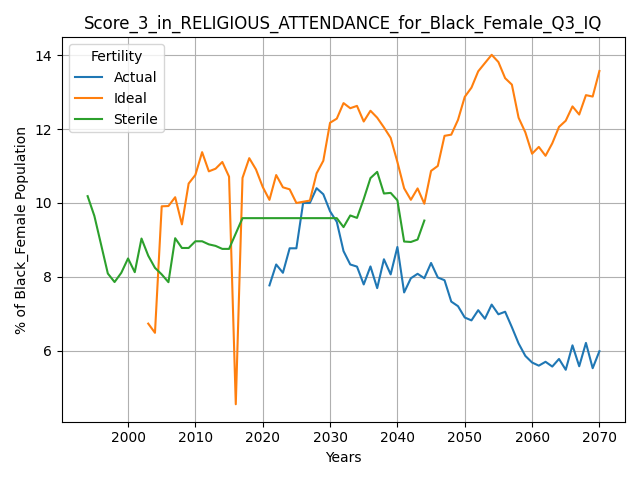 Score_3_in_RELIGIOUS_ATTENDANCE_for_Black_Female_Q3_IQ
Fertility
Actual
Ideal
Sterile
% of Black_Female Population
14
12
10
8
6
2000
2010
2020
2030
2040
2050
2060
2070
Years